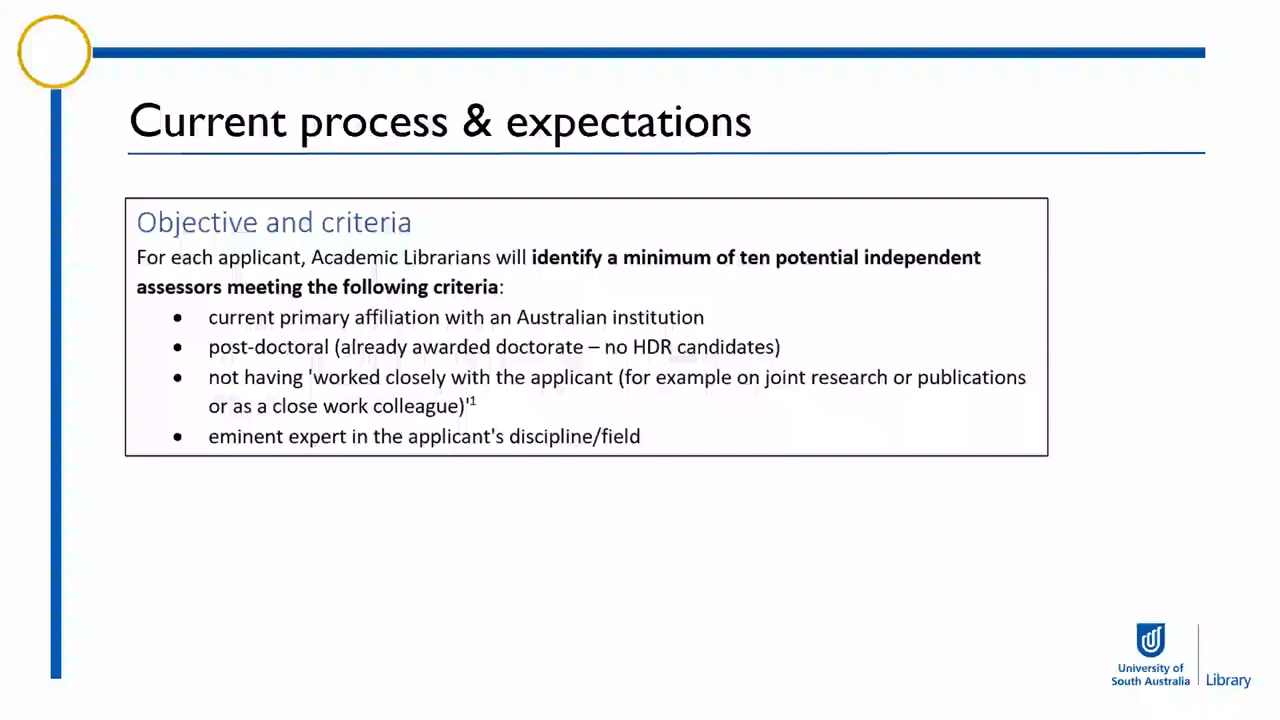 Current process & expectations
Objective and criteria
For each applicant, Academic Librarians will identify a minimum of ten potential independent
assessors meeting the following criteria:
• current primary affiliation with an Australian institution
• post-doctoral (already awarded doctorate – no HDR candidates)
• not having 'worked closely with the applicant (for example on joint research or publications
or as a close work colleague)'¹
• eminent expert in the applicant's discipline/field
University of
South Australia
Library